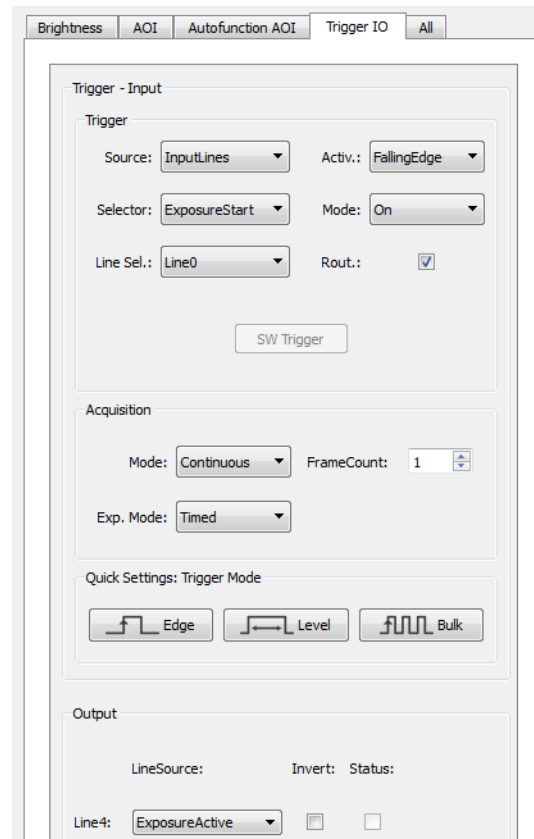 Brightness AOI Autofunction AOI Trigger IO All
Trigger - Input
Trigger
Source: InputLines Activ.: FallingEdge
Selector: ExposureStart Mode: On
Line Sel.: Line0 Rout.:
SW Trigger
Acquisition
Mode: Continuous FrameCount: 1
Exp. Mode: Timed
Quick Settings: Trigger Mode
Edge Level Bulk
Output
LineSource: Invert: Status:
Line4: ExposureActive